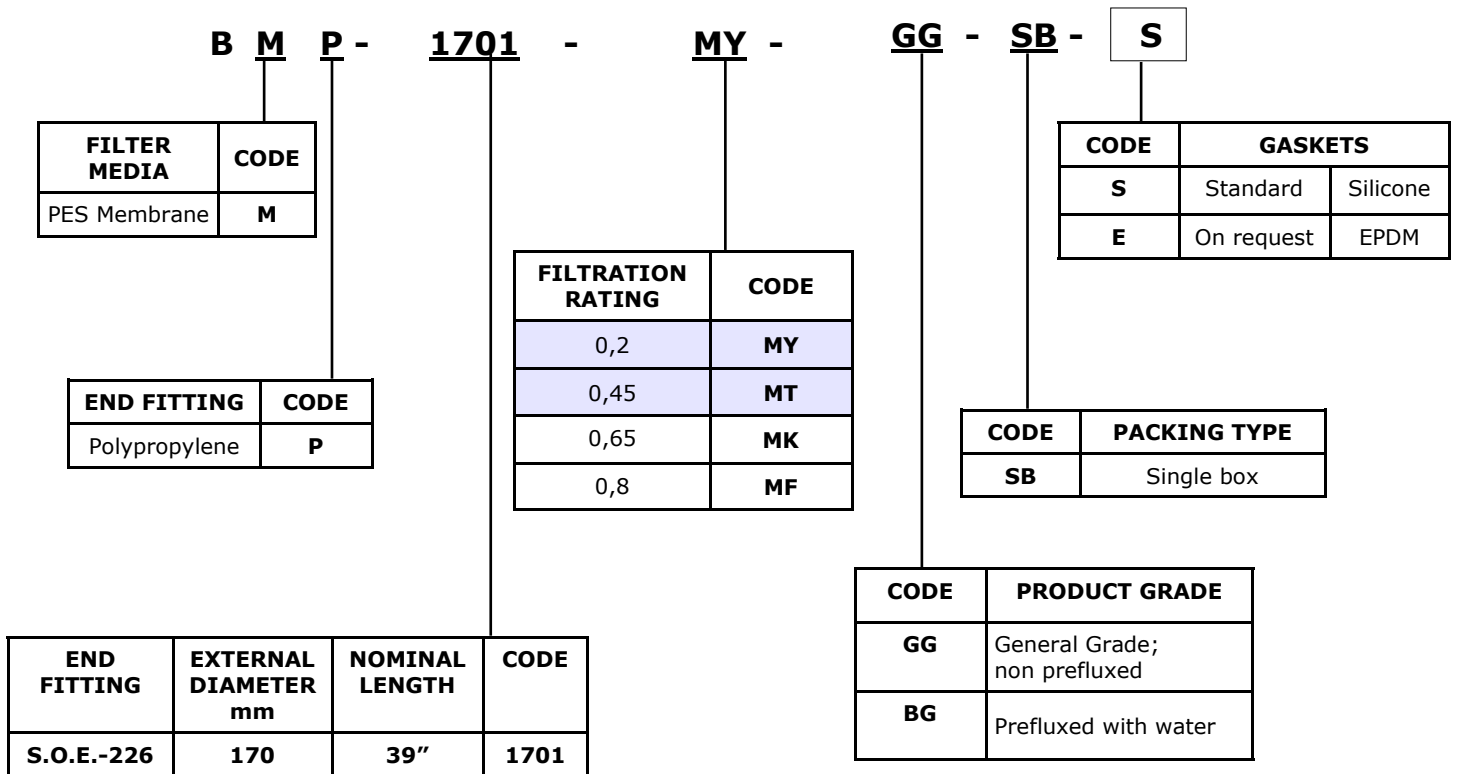 B M P - 1701 - MY - GG - SB - S
FILTER MEDIA CODE
PES Membrane M
CODE GASKETS
S Standard Silicone
E On request EPDM
FILTRATION RATING CODE
0,2 MY
0,45 MT
0,65 MK
0,8 MF
END FITTING CODE
Polypropylene P
CODE PACKING TYPE
SB Single box
CODE PRODUCT GRADE
GG General Grade;
non prefluxed
BG Prefluxed with water
END FITTING EXTERNAL DIAMETER mm NOMINAL LENGTH CODE
S.O.E.-226 170 39” 1701